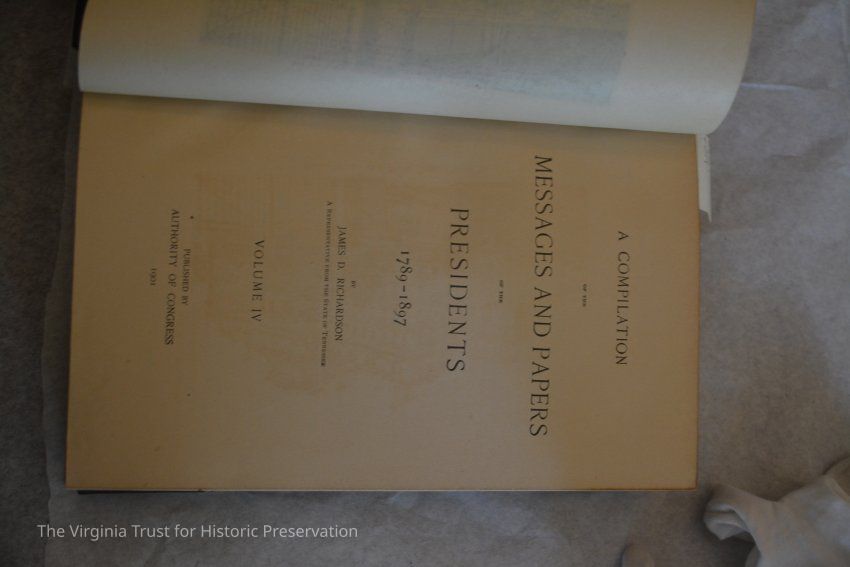 A COMPILATION
OF THE
MESSAGES AND PAPERS
OF THE
PRESIDENTS
1789-1897
BY
JAMES D. RICHARDSON
A REPRESENTATIVE FROM THE STATE OF TENNESSEE
VOLUME IV
PUBLISHED BY
AUTHORITY OF CONGRESS
1901
The Virginia Trust for Historic Preservation